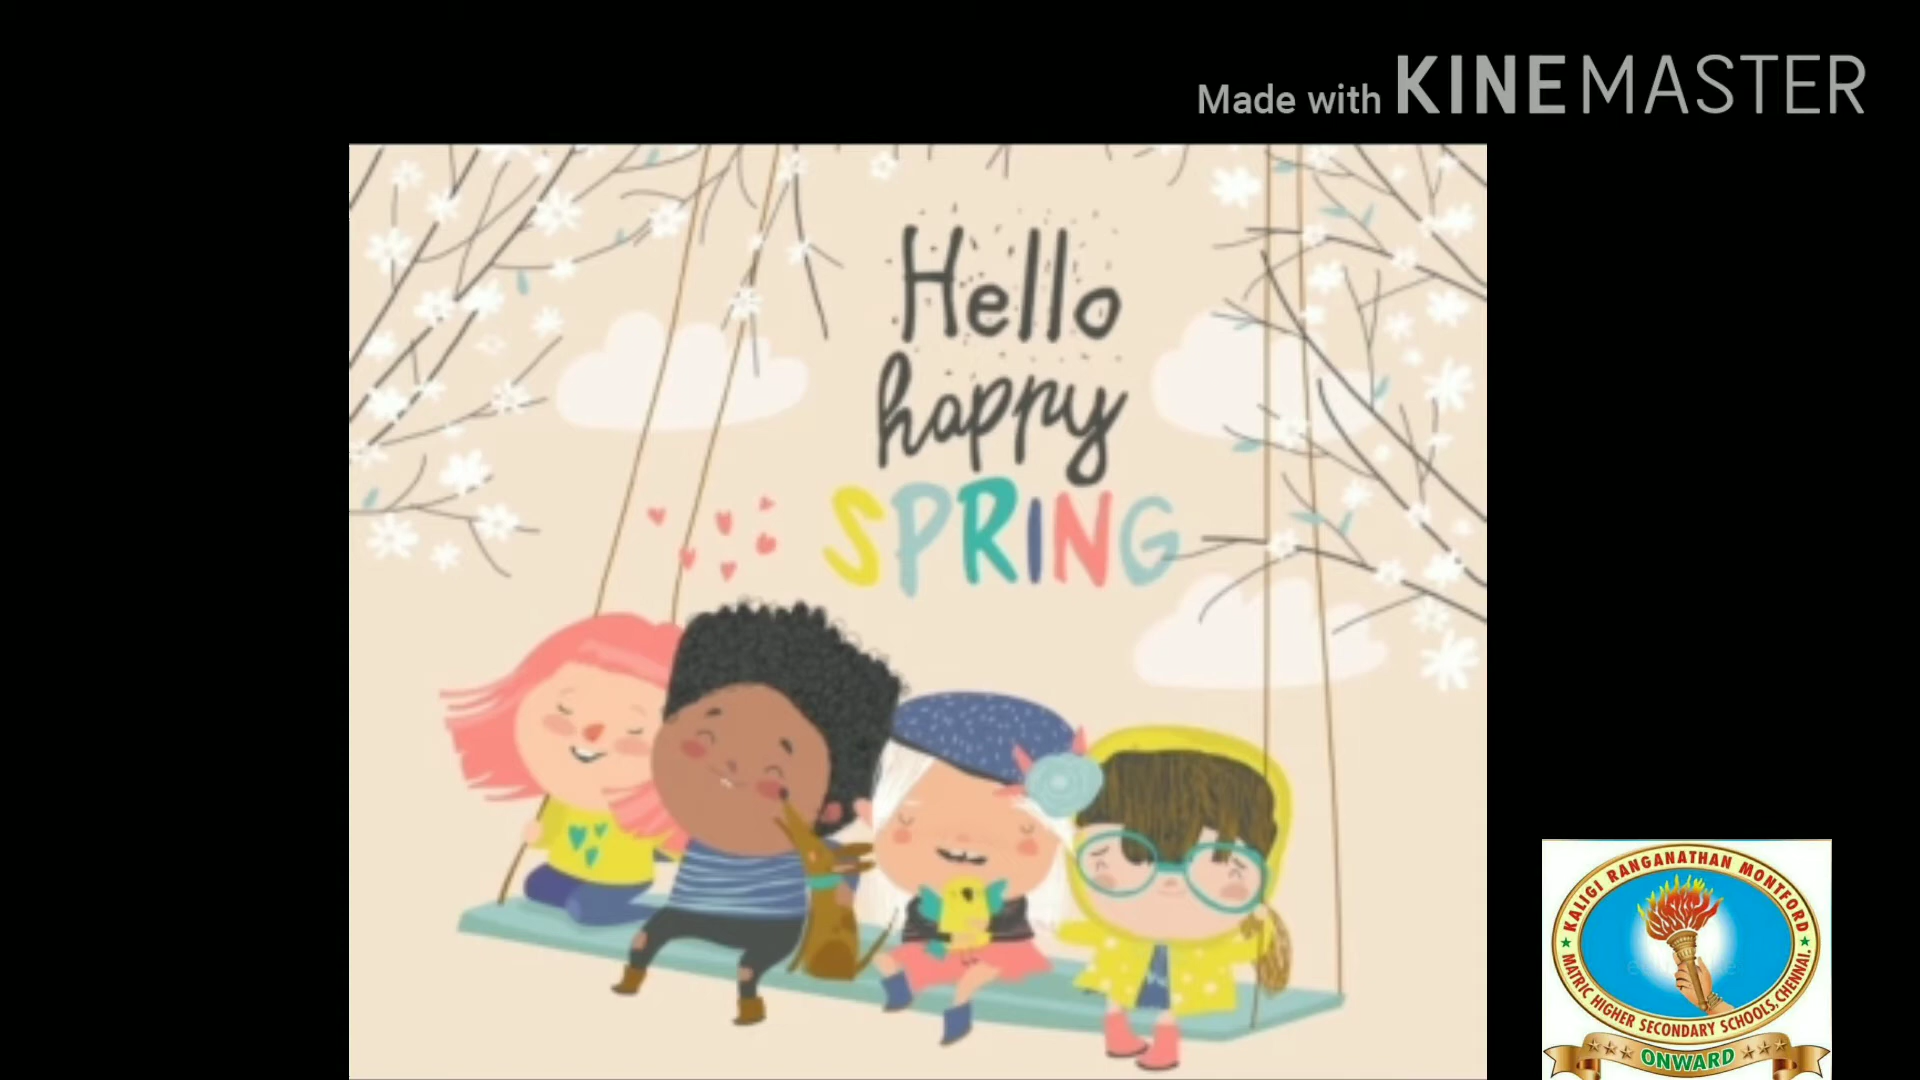 Made with KINEMASTER
Hello
happy
SPRING
KALIGI RANGANATHAN MONTFORD
MATRIC HIGHER SECONDARY SCHOOLS, CHENNAI.
ONWARD